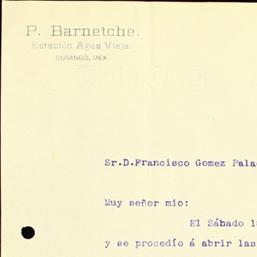 P. Barnetche.
Estación Agua Vieja.
DURANGO, MEX.
Sr.D.Francisco Gomez Pala
Muy señor mio:
El Sábado 1
y se procedió á abrir las